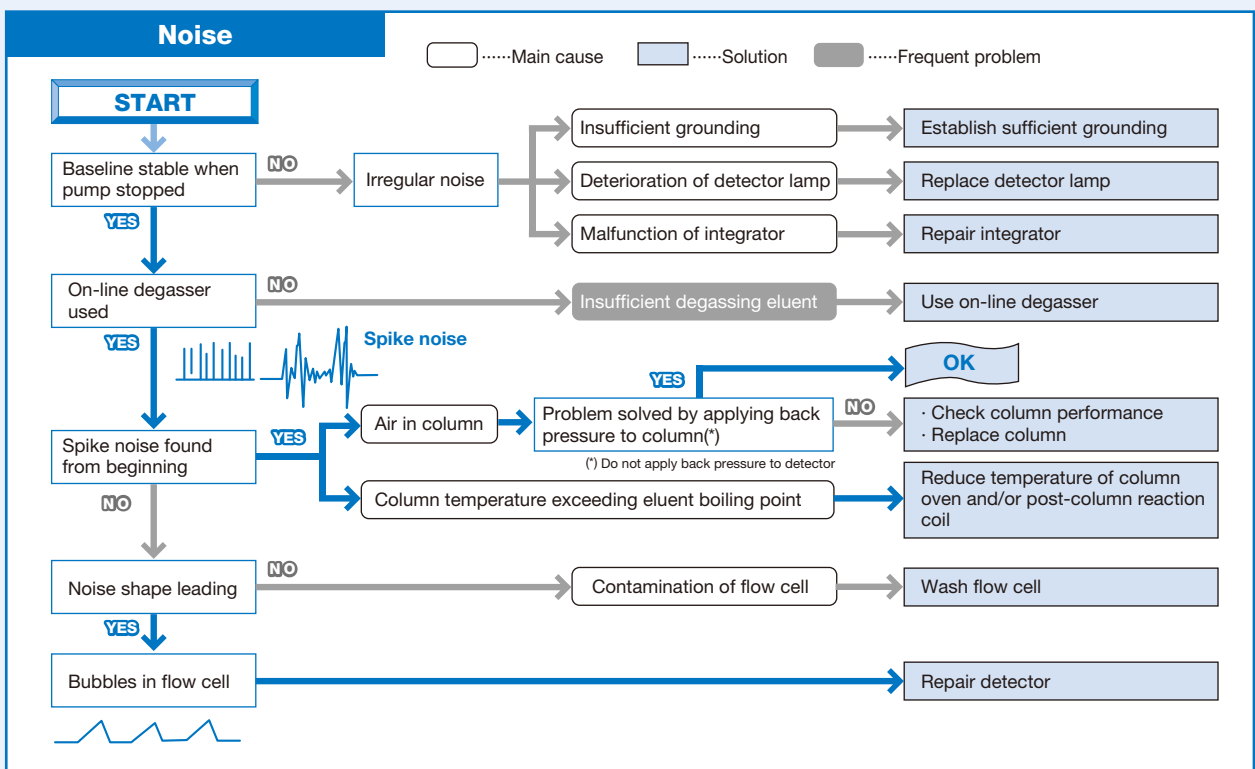 Noise
······Main cause
······Solution
······Frequent problem
START
Baseline stable when
pump stopped
NO
Irregular noise
Insufficient grounding
Establish sufficient grounding
Deterioration of detector lamp
Replace detector lamp
Malfunction of integrator
Repair integrator
YES
On-line degasser
used
NO
Insufficient degassing eluent
Use on-line degasser
YES
Spike noise
Spike noise found
from beginning
YES
Air in column
Problem solved by applying back
pressure to column(*)
(*) Do not apply back pressure to detector
YES
OK
NO
· Check column performance
· Replace column
Column temperature exceeding eluent boiling point
Reduce temperature of column
oven and/or post-column reaction
coil
NO
Noise shape leading
NO
Contamination of flow cell
Wash flow cell
YES
Bubbles in flow cell
Repair detector